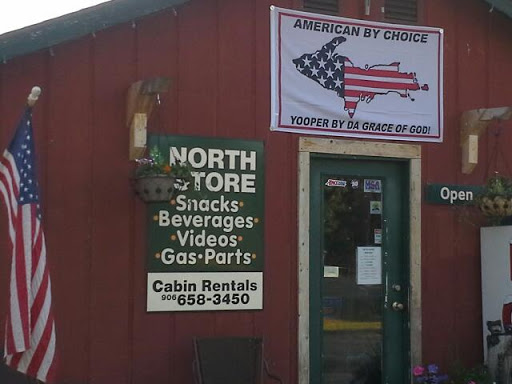 AMERICAN BY CHOICE
YOOPER BY DA GRACE OF GOD!
NORTH
TORE
Snacks
Beverages
Videos
Gas • Parts
Cabin Rentals
906 658-3450
Open